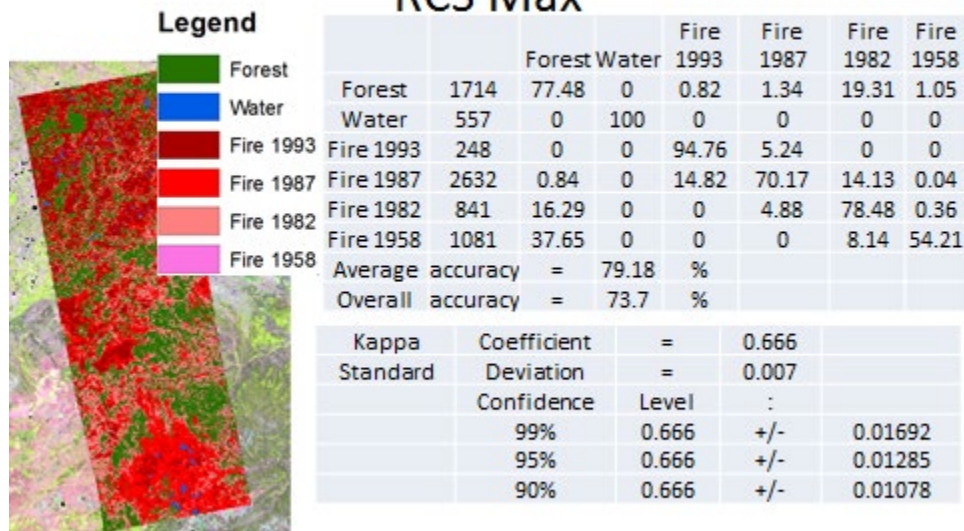 RCS Max
Legend
Forest
Water
Fire 1993
Fire 1987
Fire 1982
Fire 1958
Forest Water Fire 1993 Fire 1987 Fire 1982 Fire 1958
Forest 1714 77.48 0 0.82 1.34 19.31 1.05
Water 557 0 100 0 0 0 0
Fire 1993 248 0 0 94.76 5.24 0 0
Fire 1987 2632 0.84 0 14.82 70.17 14.13 0.04
Fire 1982 841 16.29 0 0 4.88 78.48 0.36
Fire 1958 1081 37.65 0 0 0 8.14 54.21
Average accuracy = 79.18 %
Overall accuracy = 73.7 %
Kappa Coefficient = 0.666
Standard Deviation = 0.007
Confidence Level :
99% 0.666 +/- 0.01692
95% 0.666 +/- 0.01285
90% 0.666 +/- 0.01078